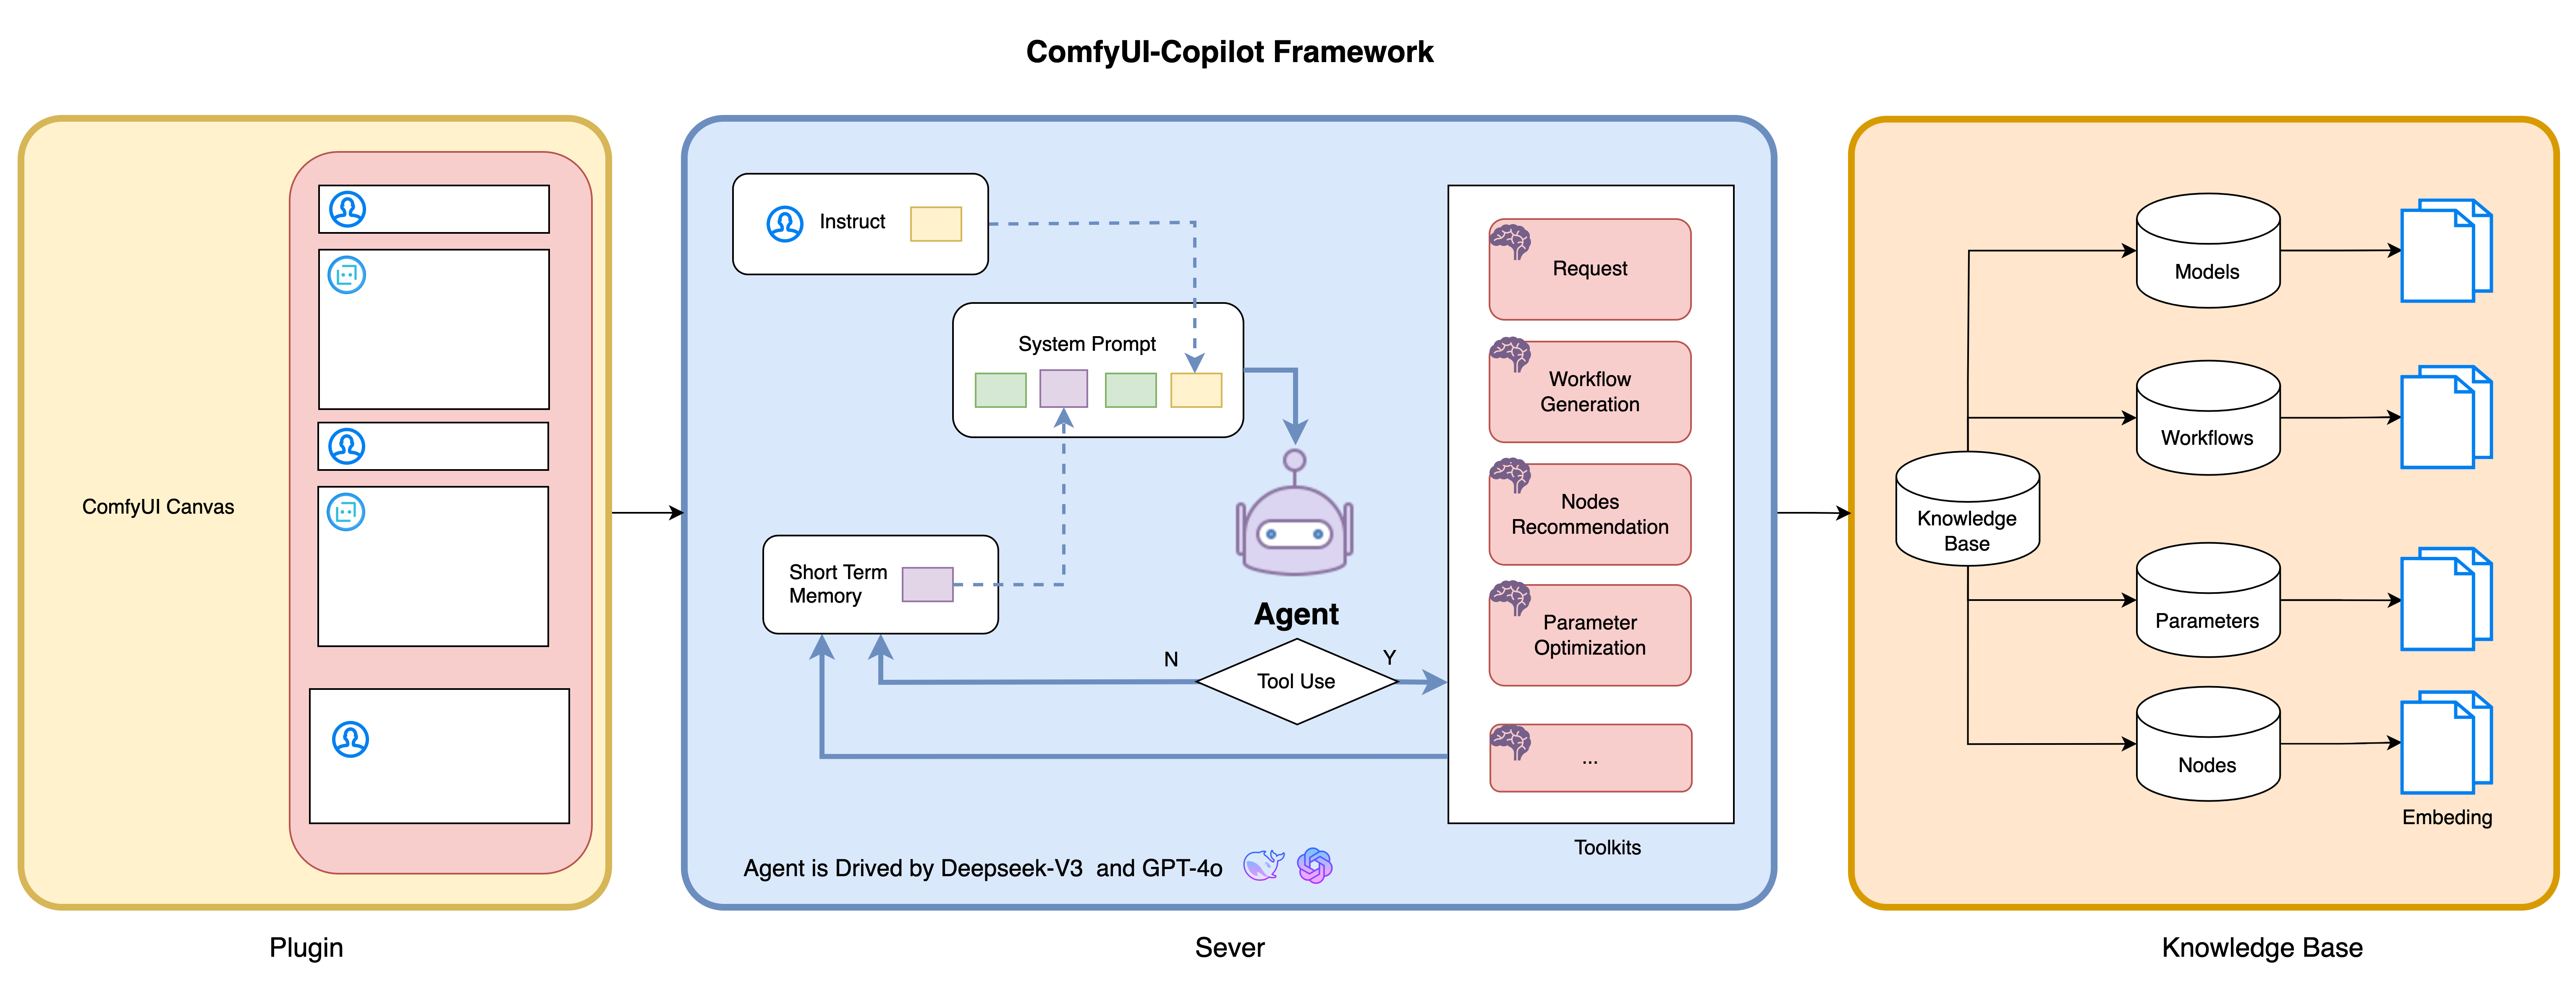 ComfyUI-Copilot Framework
ComfyUI Canvas
Plugin
Instruct
System Prompt
Short Term
Memory
Agent
N
Tool Use
Y
Agent is Drived by Deepseek-V3 and GPT-4o
Request
Workflow
Generation
Nodes
Recommendation
Parameter
Optimization
...
Toolkits
Sever
Knowledge
Base
Models
Workflows
Parameters
Nodes
Embeding
Knowledge Base